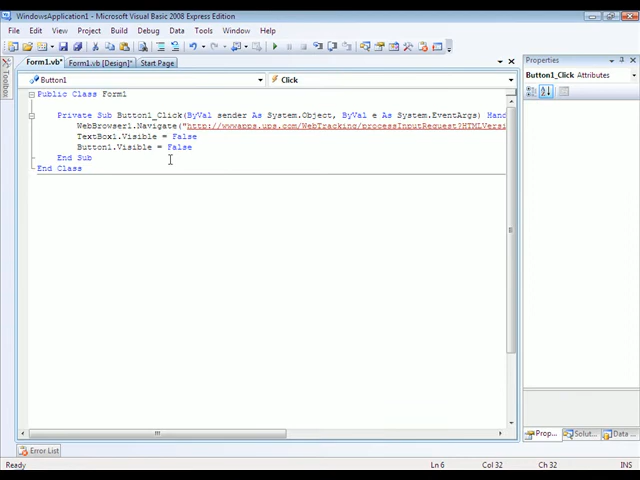 WindowsApplication1 - Microsoft Visual Basic 2008 Express Edition
File Edit View Project Build Debug Data Tools Window Help
Form1.vb* Form1.vb [Design]* Start Page
Properties
Button1 Click
Button1_Click Attributes
Toolbox
Public Class Form1
Private Sub Button1_Click(ByVal sender As System.Object, ByVal e As System.EventArgs) Hand
WebBrowser1.Navigate("http://wwwapps.ups.com/WebTracking/processInputRequest?HTMLVersi
TextBox1.Visible = False
Button1.Visible = False
End Sub
End Class
Prop... Solut... Data ...
Error List
Ready Ln 6 Col 32 Ch 32 INS